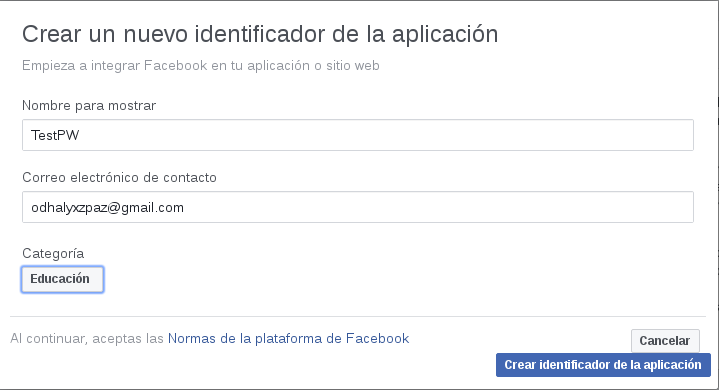 Crear un nuevo identificador de la aplicación
Empieza a integrar Facebook en tu aplicación o sitio web
Nombre para mostrar
TestPW
Correo electrónico de contacto
odhalyxzpaz@gmail.com
Categoría
Educación
Al continuar, aceptas las Normas de la plataforma de Facebook
Cancelar
Crear identificador de la aplicación